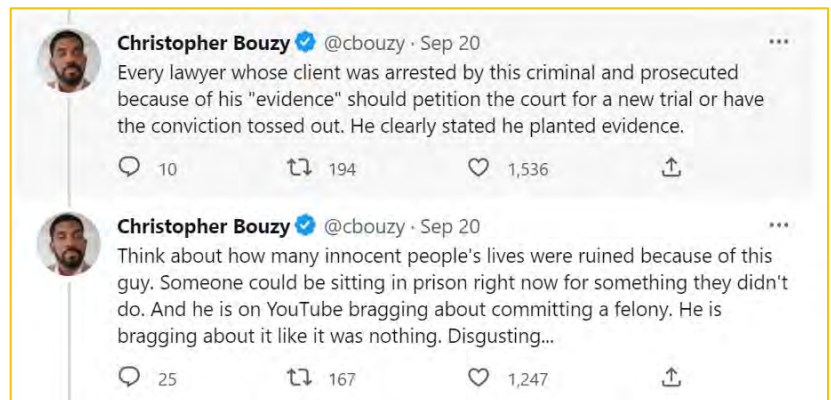 Christopher Bouzy @cbouzy · Sep 20
Every lawyer whose client was arrested by this criminal and prosecuted
because of his "evidence" should petition the court for a new trial or have
the conviction tossed out. He clearly stated he planted evidence.
10 194 1,536
Christopher Bouzy @cbouzy · Sep 20
Think about how many innocent people's lives were ruined because of this
guy. Someone could be sitting in prison right now for something they didn't
do. And he is on YouTube bragging about committing a felony. He is
bragging about it like it was nothing. Disgusting...
25 167 1,247